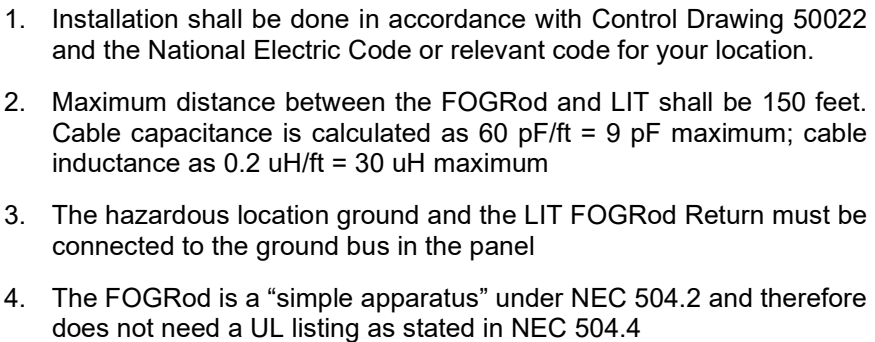 1. Installation shall be done in accordance with Control Drawing 50022
and the National Electric Code or relevant code for your location.
2. Maximum distance between the FOGRod and LIT shall be 150 feet.
Cable capacitance is calculated as 60 pF/ft = 9 pF maximum; cable
inductance as 0.2 uH/ft = 30 uH maximum
3. The hazardous location ground and the LIT FOGRod Return must be
connected to the ground bus in the panel
4. The FOGRod is a “simple apparatus” under NEC 504.2 and therefore
does not need a UL listing as stated in NEC 504.4